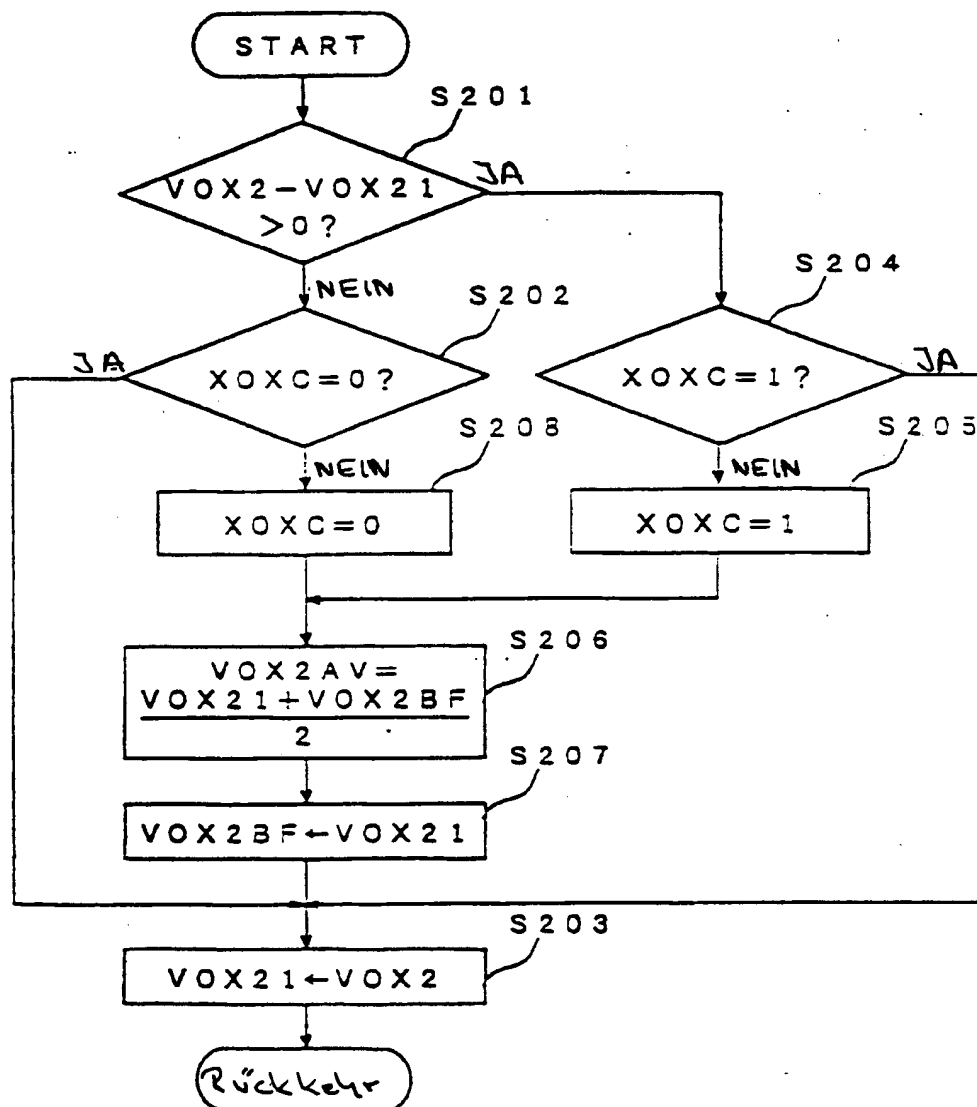 START
S201
VOX2-VOX21
>0?
JA
NEIN
S202
S204
JA
XOXC=0?
XOXC=1?
JA
S208
S205
NEIN
NEIN
XOXC=0
XOXC=1
S206
VOX2AV=
VOX21+VOX2BF
2
S207
VOX2BF←VOX21
S203
VOX21←VOX2
Rückkehr